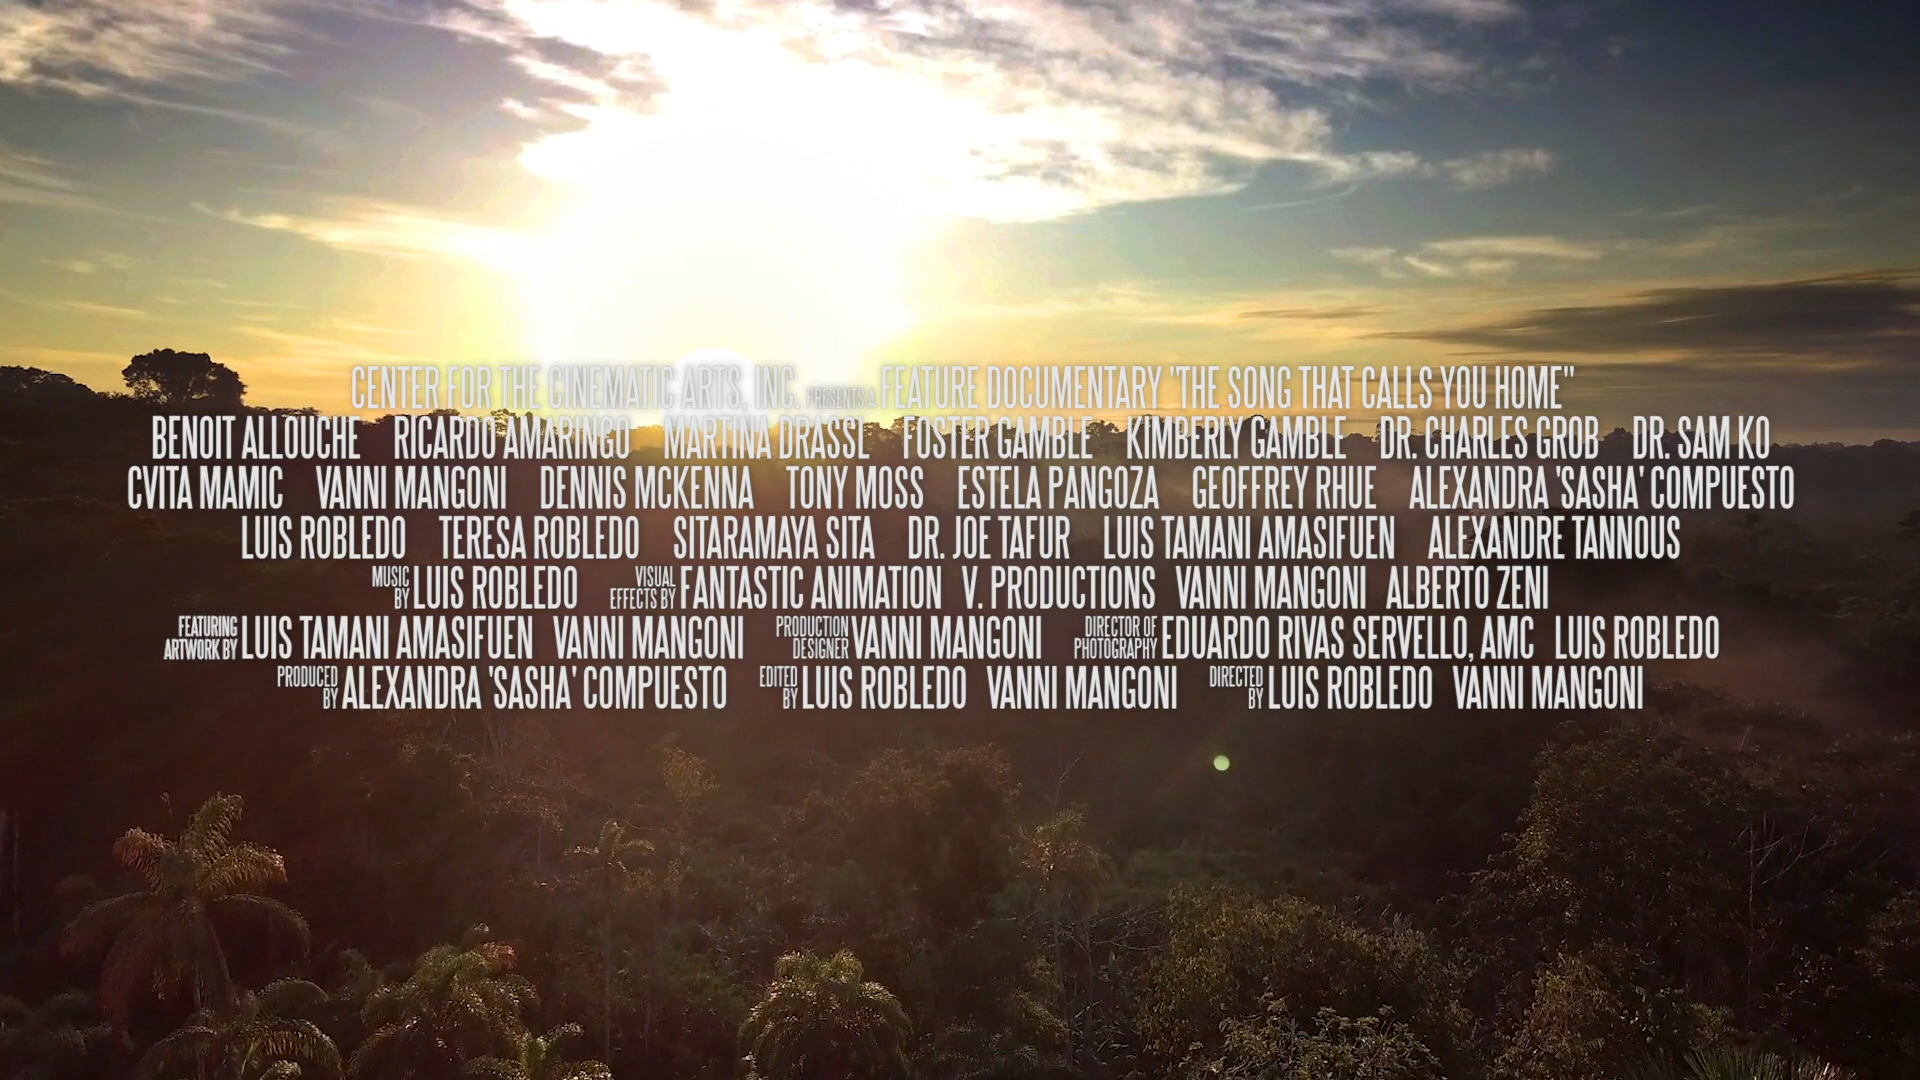 CENTER FOR THE CINEMATIC ARTS, INC. PRESENTS A FEATURE DOCUMENTARY "THE SONG THAT CALLS YOU HOME"
BENOIT ALLOUCHE RICARDO AMARINGO MARTINA DRASSL FOSTER GAMBLE KIMBERLY GAMBLE DR. CHARLES GROB DR. SAM KO
CVITA MAMIC VANNI MANGONI DENNIS MCKENNA TONY MOSS ESTELA PANGOZA GEOFFREY RHUE ALEXANDRA 'SASHA' COMPUESTO
LUIS ROBLEDO TERESA ROBLEDO SITARAMAYA SITA DR. JOE TAFUR LUIS TAMANI AMASIFUEN ALEXANDRE TANNOUS
MUSIC BY LUIS ROBLEDO VISUAL EFFECTS BY FANTASTIC ANIMATION V. PRODUCTIONS VANNI MANGONI ALBERTO ZENI
FEATURING ARTWORK BY LUIS TAMANI AMASIFUEN VANNI MANGONI PRODUCTION DESIGNER VANNI MANGONI DIRECTOR OF PHOTOGRAPHY EDUARDO RIVAS SERVELLO, AMC LUIS ROBLEDO
PRODUCED BY ALEXANDRA 'SASHA' COMPUESTO EDITED BY LUIS ROBLEDO VANNI MANGONI DIRECTED BY LUIS ROBLEDO VANNI MANGONI